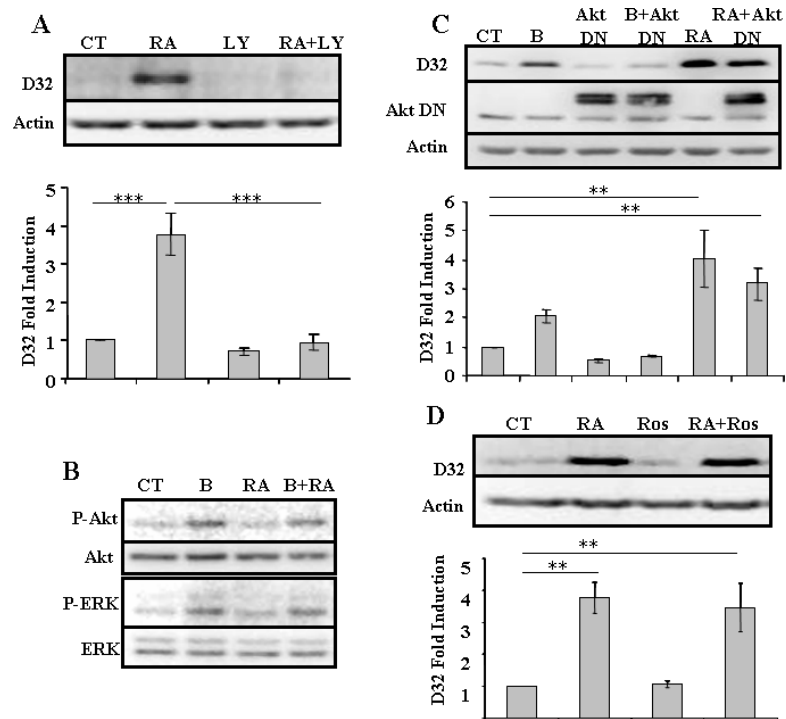 A
CT RA LY RA+LY
D32
Actin
*** ***
D32 Fold Induction
5
4
3
2
1
0
B
CT B RA B+RA
P-Akt
Akt
P-ERK
ERK
C
CT B Akt DN B+Akt DN RA RA+Akt DN
D32
Akt DN
Actin
**
**
D32 Fold Induction
6
5
4
3
2
1
0
D
CT RA Ros RA+Ros
D32
Actin
**
**
D32 Fold Induction
5
4
3
2
1